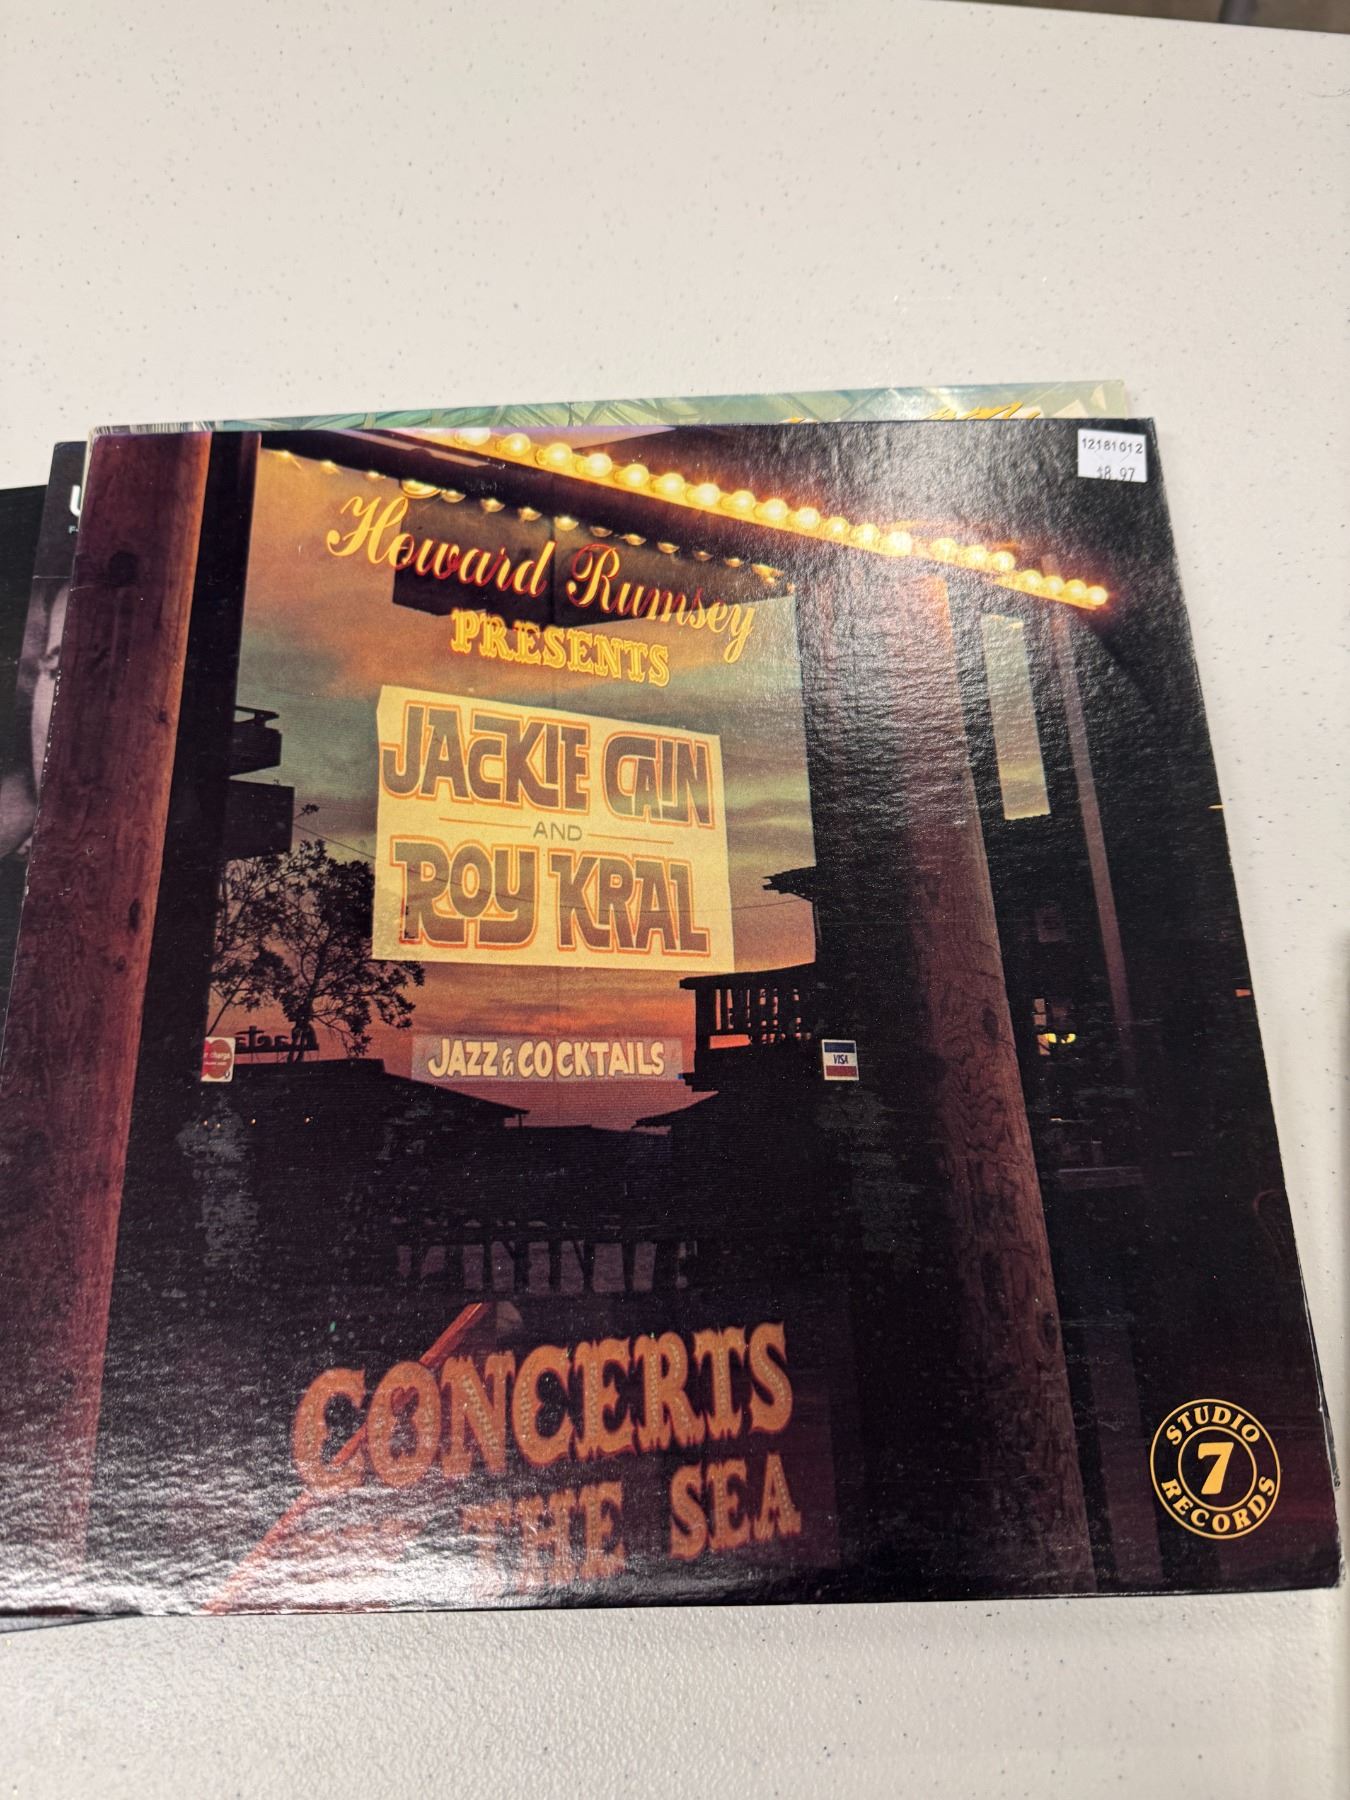 12181012
$8.97
Howard Rumsey
PRESENTS
JACKIE CAIN
AND
ROY KRAL
JAZZ & COCKTAILS
VISA
CONCERTS
THE SEA
STUDIO
7
RECORDS